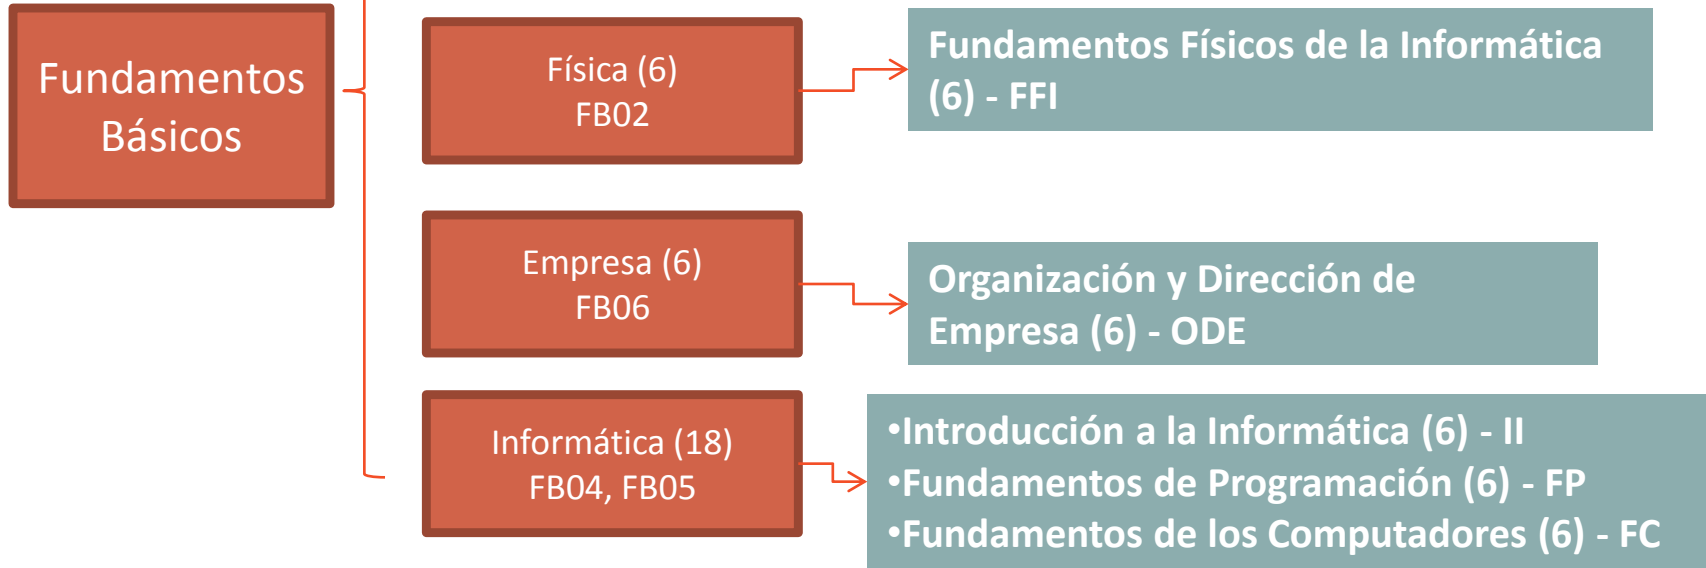 Fundamentos
Básicos
Física (6)
FB02
Fundamentos Físicos de la Informática
(6) - FFI
Empresa (6)
FB06
Organización y Dirección de
Empresa (6) - ODE
Informática (18)
FB04, FB05
•Introducción a la Informática (6) - II
•Fundamentos de Programación (6) - FP
•Fundamentos de los Computadores (6) - FC